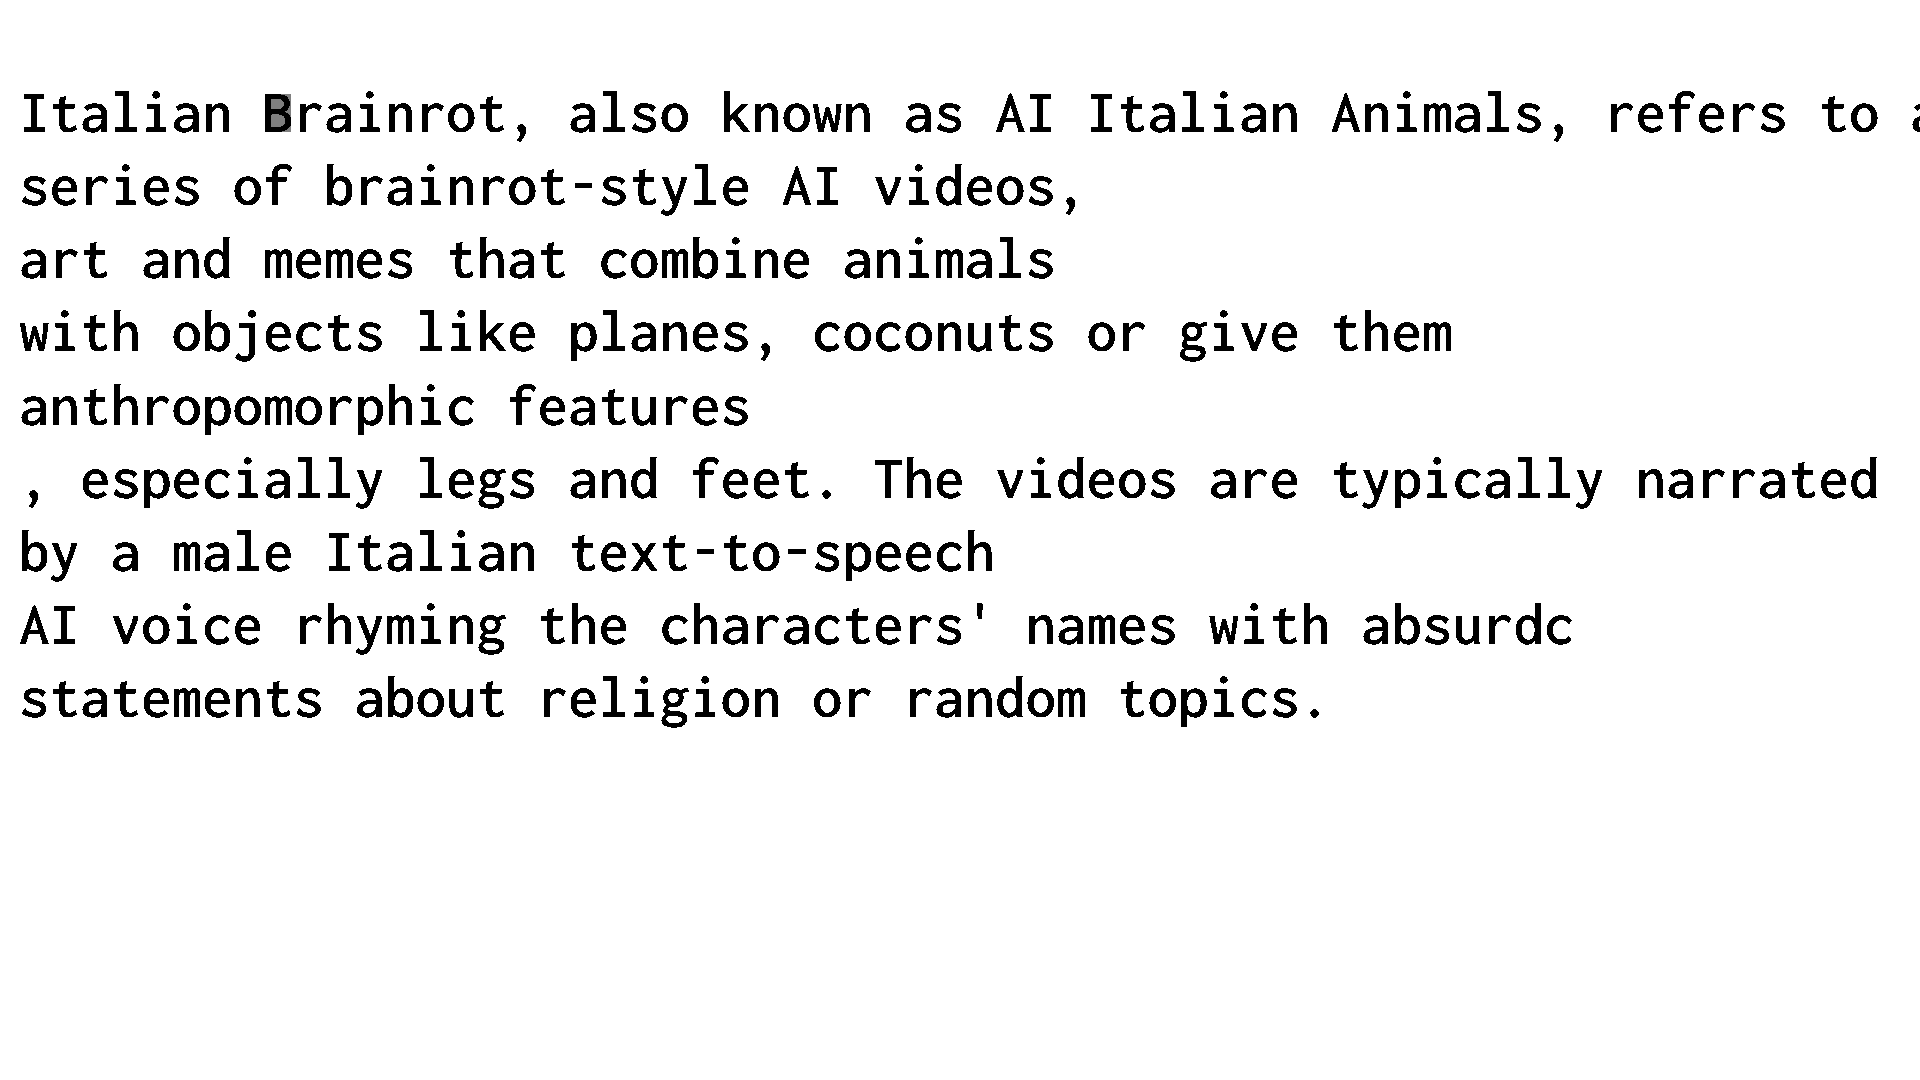 Italian Brainrot, also known as AI Italian Animals, refers to a
series of brainrot-style AI videos,
art and memes that combine animals
with objects like planes, coconuts or give them
anthropomorphic features
, especially legs and feet. The videos are typically narrated
by a male Italian text-to-speech
AI voice rhyming the characters' names with absurdc
statements about religion or random topics.